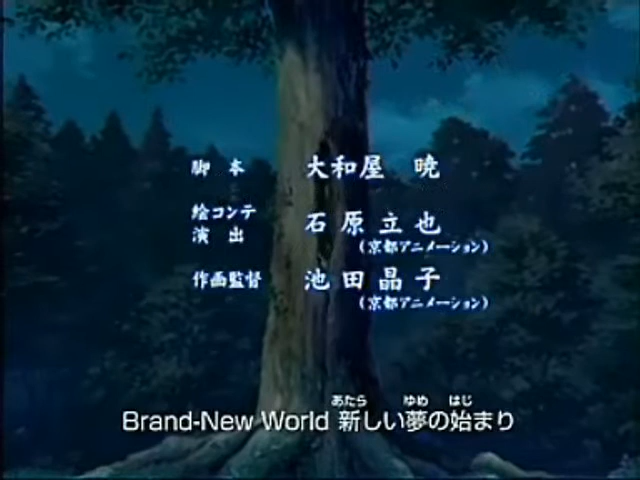 脚本 大和屋 暁
絵コンテ
演出 石原立也
(京都アニメーション)
作画監督 池田晶子
(京都アニメーション)
あたら ゆめ はじ
Brand-New World 新しい夢の始まり